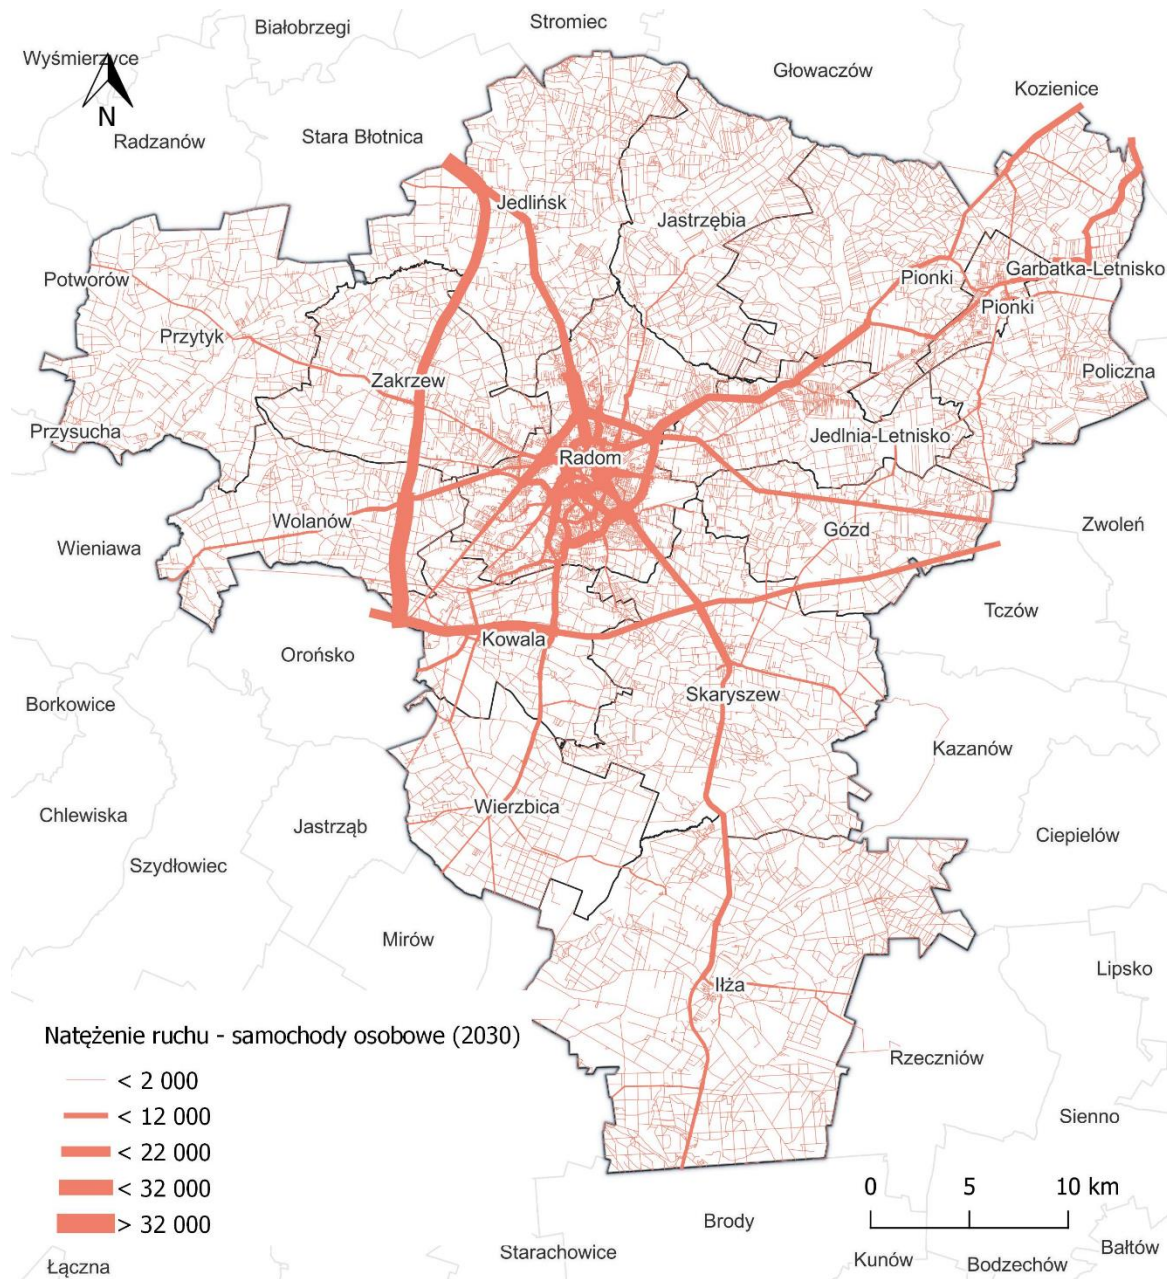 Stromiec
Białobrzegi
Wyśmierzyce
Głowaczów
Kozienice
N
Radzanów
Stara Błotnica
Jedlińsk
Jastrzębia
Potworów
Pionki
Garbatka-Letnisko
Pionki
Przytyk
Zakrzew
Policzna
Przysucha
Jedlnia-Letnisko
Radom
Wolanów
Gózd
Zwoleń
Wieniawa
Tczów
Kowala
Orońsko
Skaryszew
Borkowice
Kazanów
Wierzbica
Chlewiska
Jastrząb
Ciepielów
Szydłowiec
Mirów
Lipsko
Iłża
Natężenie ruchu - samochody osobowe (2030)
Rzeczniów
< 2 000
< 12 000
Sienno
< 22 000
< 32 000
0 5 10 km
> 32 000
Brody
Starachowice
Kunów
Bodzechów
Bałtów
Łączna